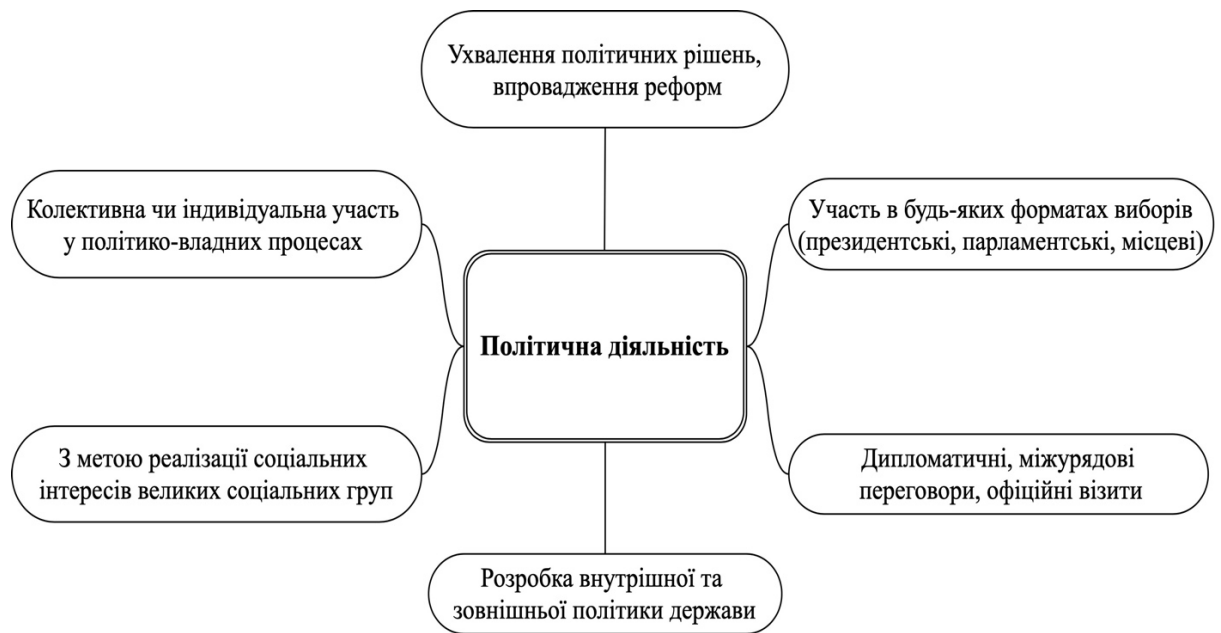 Ухвалення політичних рішень,
впровадження реформ
Колективна чи індивідуальна участь
у політико-владних процесах
Участь в будь-яких форматах виборів
(президентські, парламентські, місцеві)
Політична діяльність
З метою реалізації соціальних
інтересів великих соціальних груп
Дипломатичні, міжурядові
переговори, офіційні візити
Розробка внутрішної та
зовнішньої політики держави